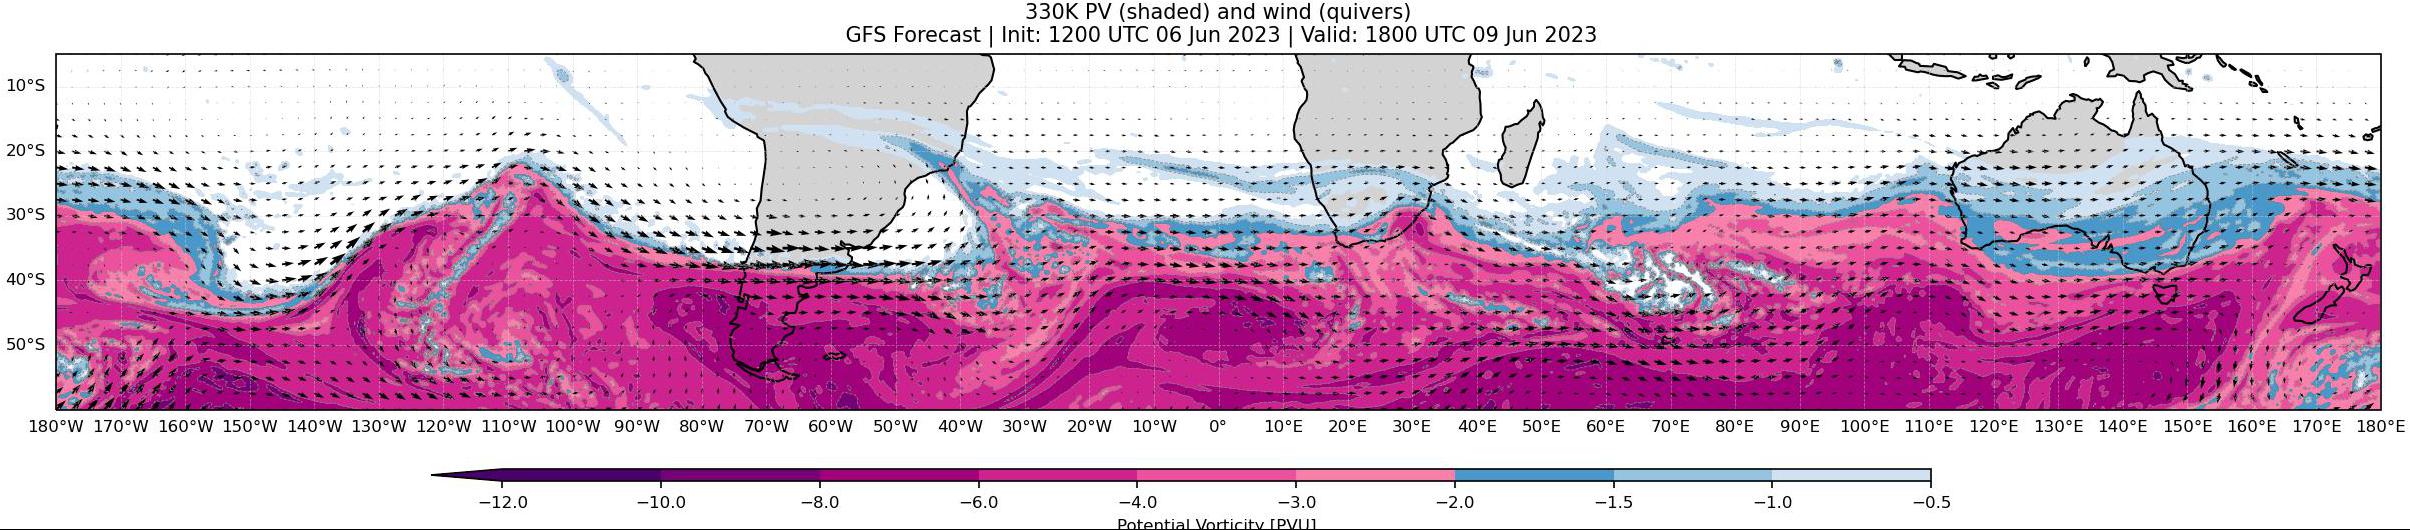 330K PV (shaded) and wind (quivers)
GFS Forecast | Init: 1200 UTC 06 Jun 2023 | Valid: 1800 UTC 09 Jun 2023
10°S
20°S
30°S
40°S
50°S
180°W 170°W 160°W 150°W 140°W 130°W 120°W 110°W 100°W 90°W 80°W 70°W 60°W 50°W 40°W 30°W 20°W 10°W 0° 10°E 20°E 30°E 40°E 50°E 60°E 70°E 80°E 90°E 100°E 110°E 120°E 130°E 140°E 150°E 160°E 170°E 180°E
−12.0 −10.0 −8.0 −6.0 −4.0 −3.0 −2.0 −1.5 −1.0 −0.5
Potential Vorticity [PVU]